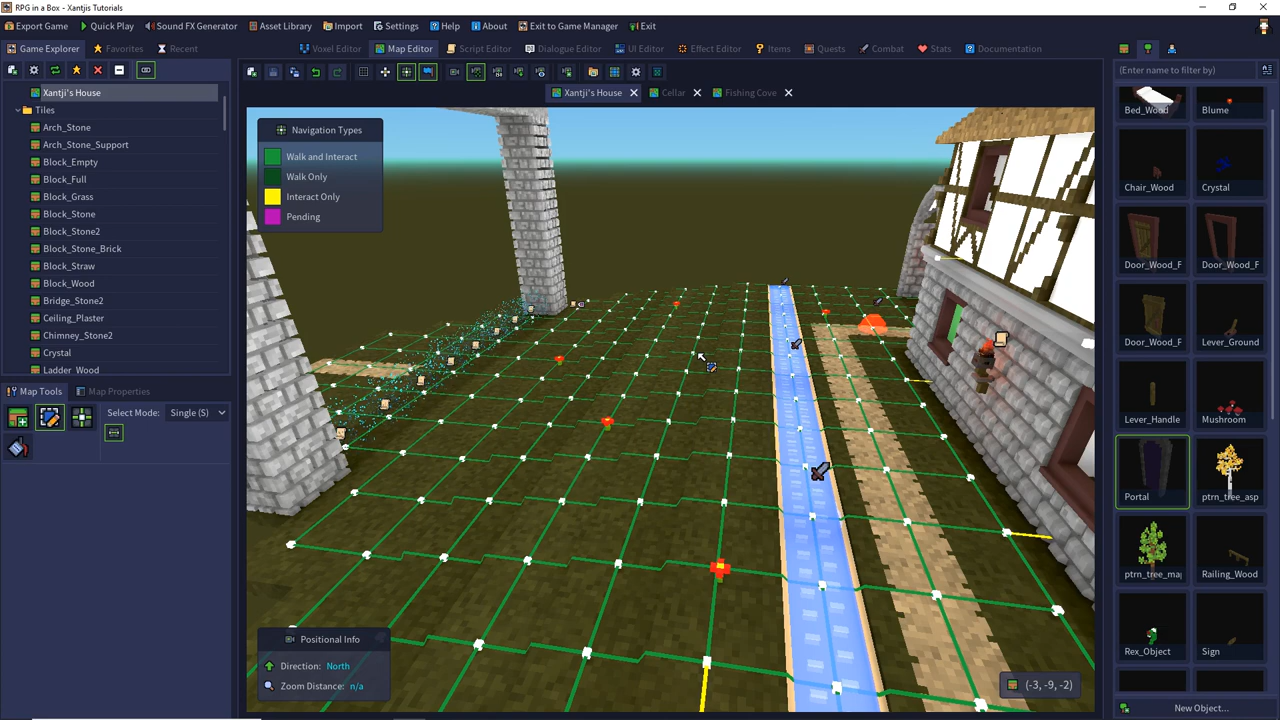 RPG in a Box - Xantjis Tutorials
Export Game Quick Play Sound FX Generator Asset Library Import Settings Help About Exit to Game Manager Exit
Game Explorer Favorites Recent Voxel Editor Map Editor Script Editor Dialogue Editor UI Editor Effect Editor Items Quests Combat Stats Documentation
(Enter name to filter by)
Xantji's House
Xantji's House Cellar Fishing Cove
Tiles
Arch_Stone
Arch_Stone_Support
Block_Empty
Block_Full
Block_Grass
Block_Stone
Block_Stone2
Block_Stone_Brick
Block_Straw
Block_Wood
Bridge_Stone2
Ceiling_Plaster
Chimney_Stone2
Crystal
Ladder_Wood
Navigation Types
Walk and Interact
Walk Only
Interact Only
Pending
Map Tools Map Properties
Select Mode: Single (S)
Positional Info
Direction: North
Zoom Distance: n/a
(-3, -9, -2)
Bed_Wood Blume
Chair_Wood Crystal
Door_Wood_F Door_Wood_F
Door_Wood_F Lever_Ground
Lever_Handle Mushroom
Portal ptrn_tree_asp
ptrn_tree_ma Railing_Wood
Rex_Object Sign
New Object...